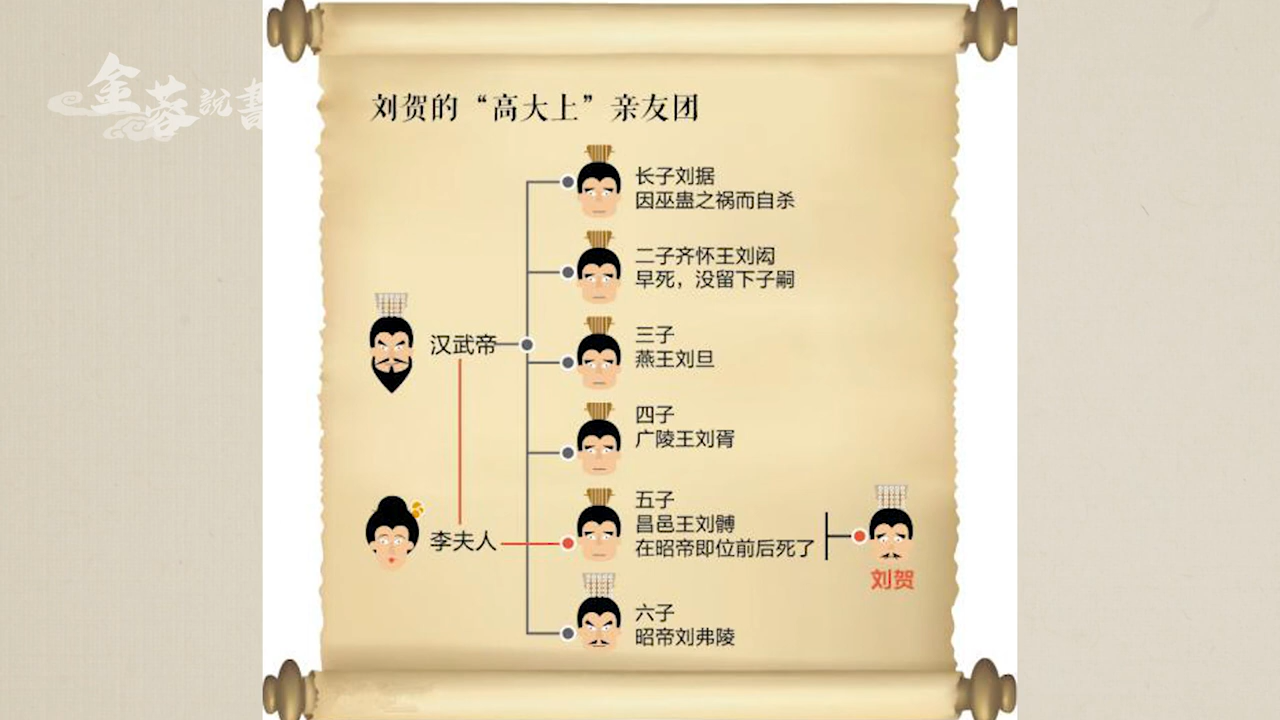 金蓉說書
刘贺的“高大上”亲友团
长子刘据
因巫蛊之祸而自杀
二子齐怀王刘闳
早死，没留下子嗣
三子
燕王刘旦
汉武帝
四子
广陵王刘胥
五子
昌邑王刘髆
在昭帝即位前后死了
李夫人
刘贺
六子
昭帝刘弗陵